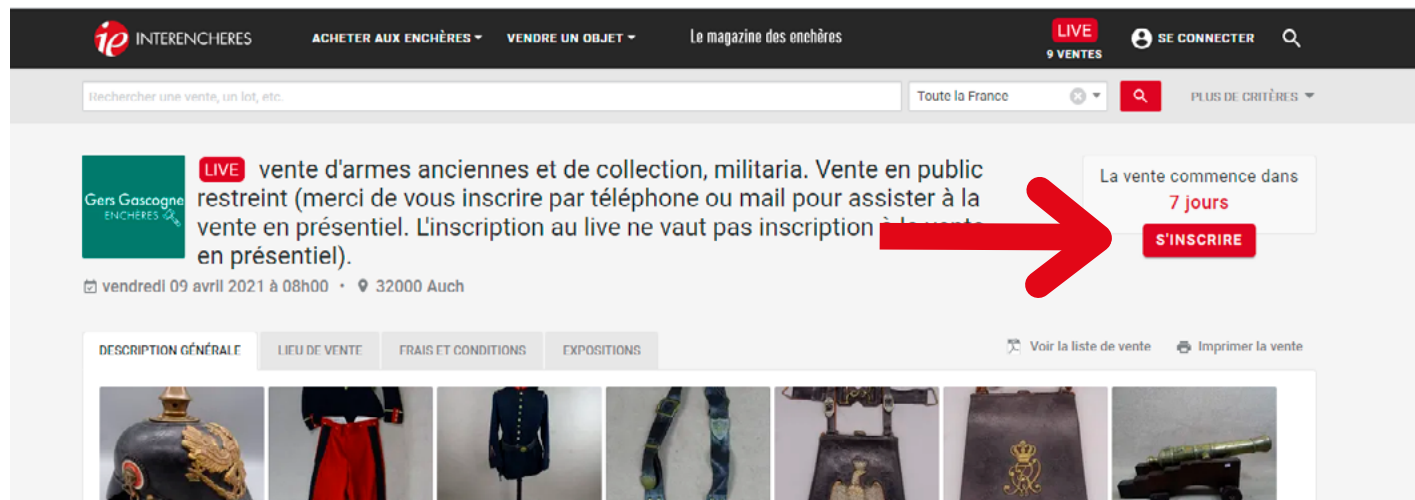 ie INTERENCHERES ACHETER AUX ENCHÈRES VENDRE UN OBJET Le magazine des enchères LIVE SE CONNECTER
9 VENTES
Rechercher une vente, un lot, etc. Toute la France PLUS DE CRITÈRES
Gers Gascogne
ENCHERES
LIVE vente d'armes anciennes et de collection, militaria. Vente en public
restreint (merci de vous inscrire par téléphone ou mail pour assister à la
vente en présentiel. L'inscription au live ne vaut pas inscription à la vente
en présentiel).
La vente commence dans
7 jours
S'INSCRIRE
vendredi 09 avril 2021 à 08h00 • 32000 Auch
DESCRIPTION GÉNÉRALE LIEU DE VENTE FRAIS ET CONDITIONS EXPOSITIONS Voir la liste de vente Imprimer la vente